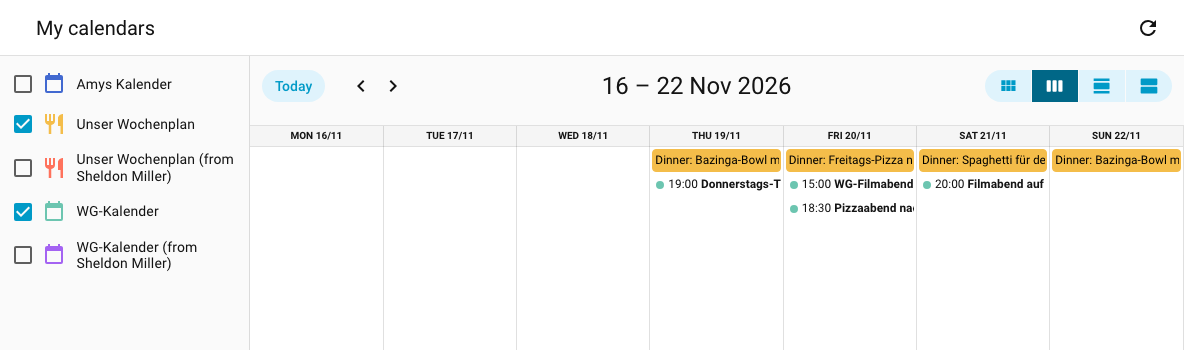 My calendars
Amys Kalender
Unser Wochenplan
Unser Wochenplan (from
Sheldon Miller)
WG-Kalender
WG-Kalender (from
Sheldon Miller)
Today
16 – 22 Nov 2026
MON 16/11
TUE 17/11
WED 18/11
THU 19/11
FRI 20/11
SAT 21/11
SUN 22/11
Dinner: Bazinga-Bowl m
Dinner: Freitags-Pizza n
Dinner: Spaghetti für de
Dinner: Bazinga-Bowl m
19:00 Donnerstags-T
15:00 WG-Filmabend
20:00 Filmabend auf
18:30 Pizzaabend na